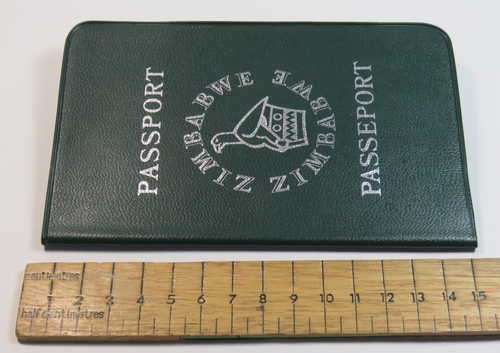 PASSPORT
ZIMBABWE ZIMBABWE
PASSEPORT
centimetres
1 2 3 4 5 6 7 8 9 10 11 12 13 14 15
half centimetres